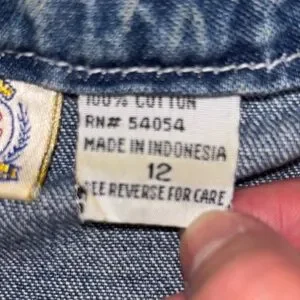 100% COTTON
RN# 54054
MADE IN INDONESIA
12
SEE REVERSE FOR CARE